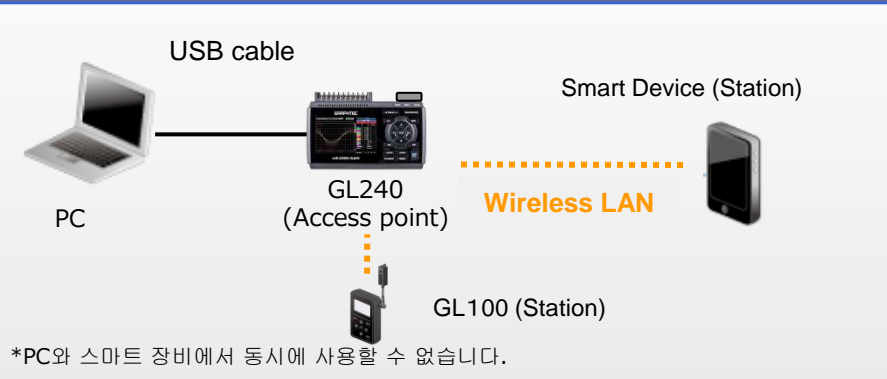 USB cable
Smart Device (Station)
GRAPHTEC
PC
GL240
(Access point)
Wireless LAN
GL100 (Station)
*PC와 스마트 장비에서 동시에 사용할 수 없습니다.